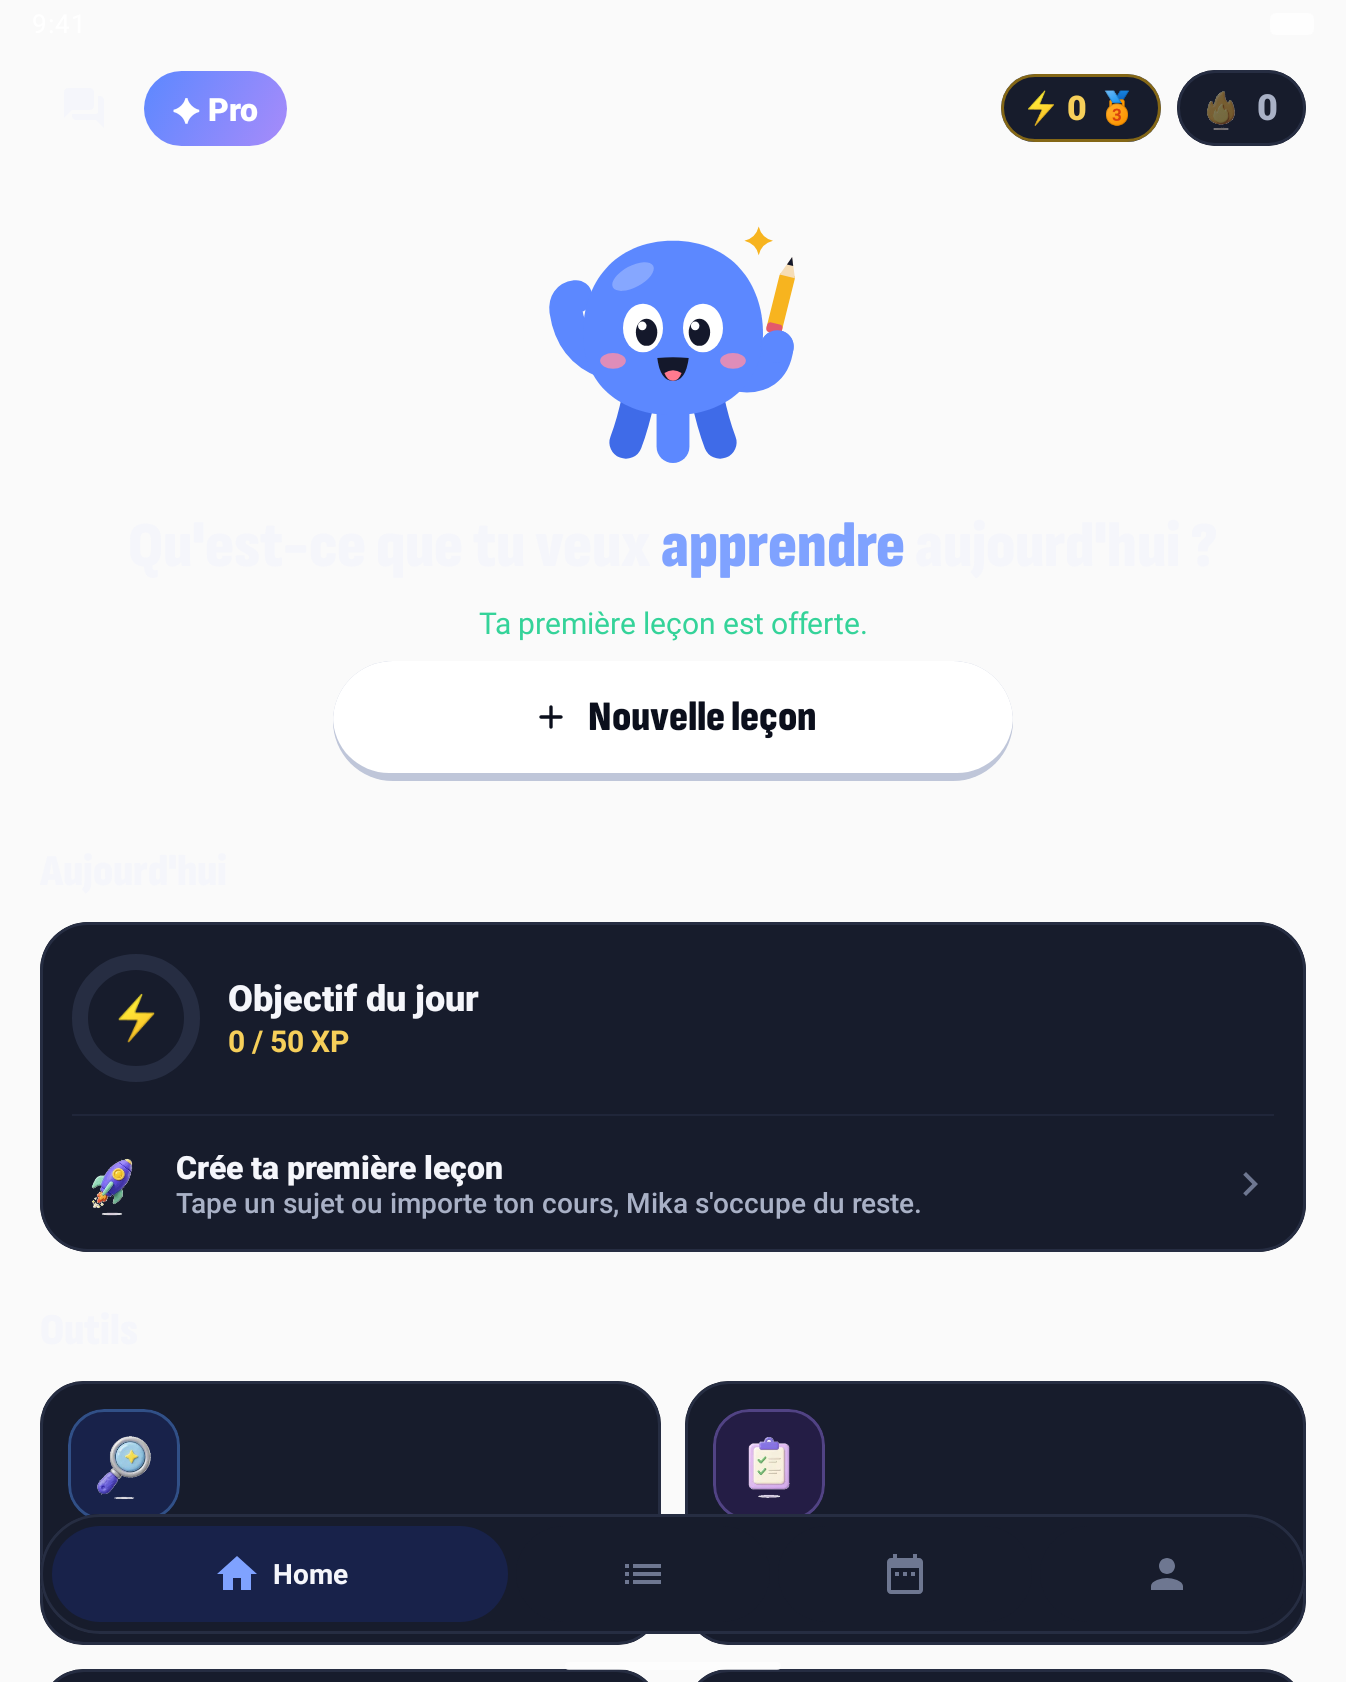 9:41
Pro
0
0
Qu'est-ce que tu veux apprendre aujourd'hui ?
Ta première leçon est offerte.
+ Nouvelle leçon
Aujourd'hui
Objectif du jour
0 / 50 XP
Crée ta première leçon
Tape un sujet ou importe ton cours, Mika s'occupe du reste.
Outils
Home